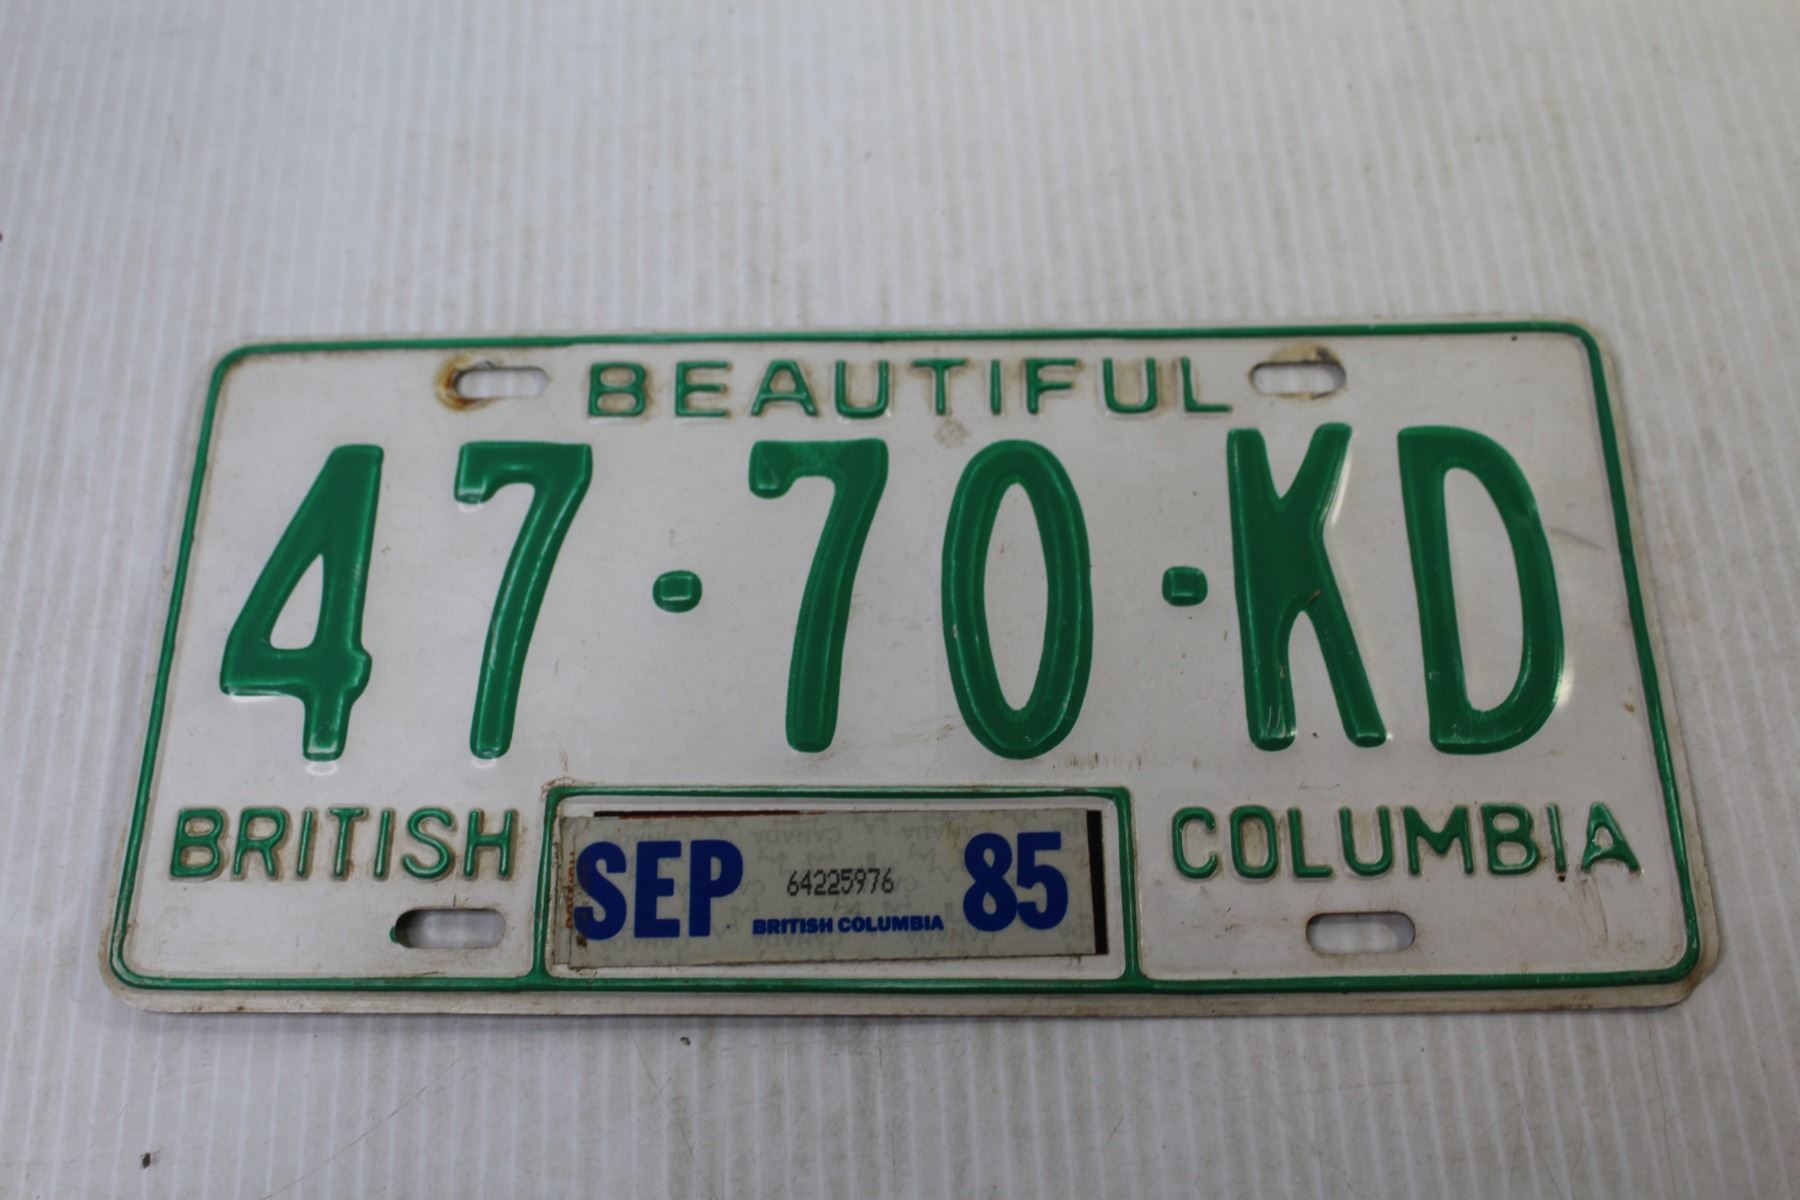 BEAUTIFUL
47·70·KD
BRITISH COLUMBIA
SEP 64225976 85
BRITISH COLUMBIA